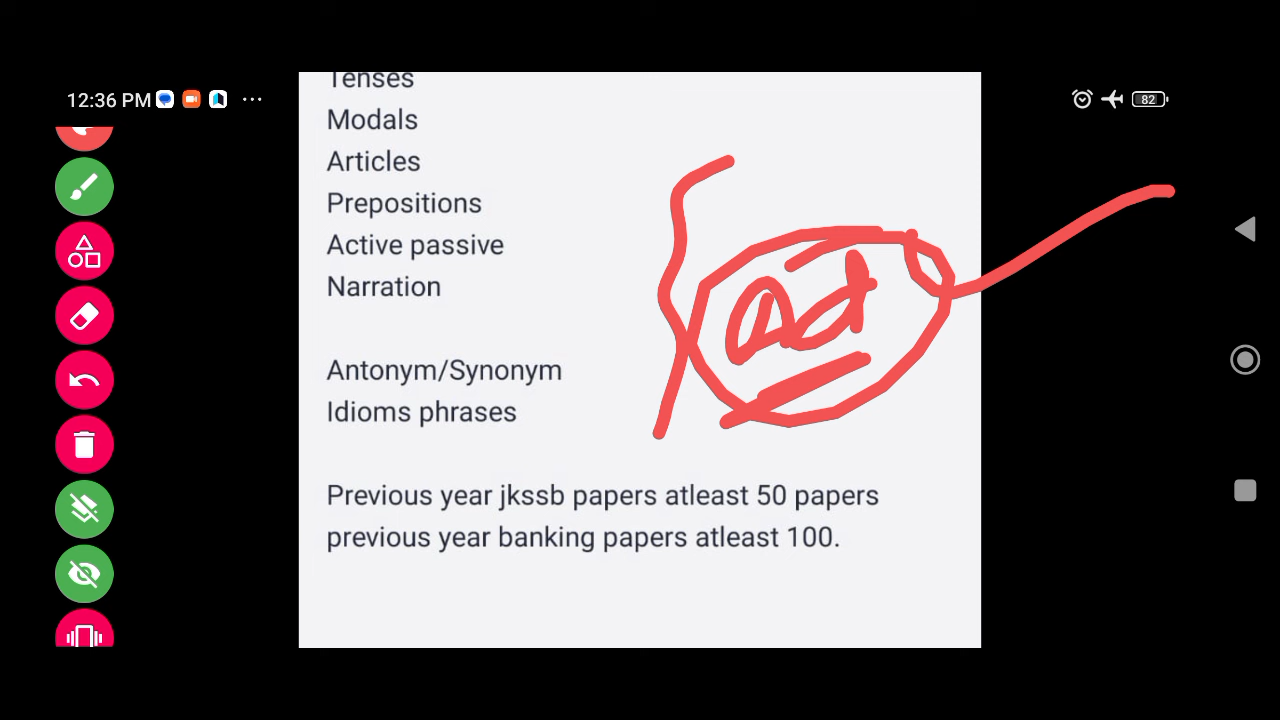 12:36 PM
82
Tenses
Modals
Articles
Prepositions
Active passive
Narration
Antonym/Synonym
Idioms phrases
Previous year jkssb papers atleast 50 papers
previous year banking papers atleast 100.